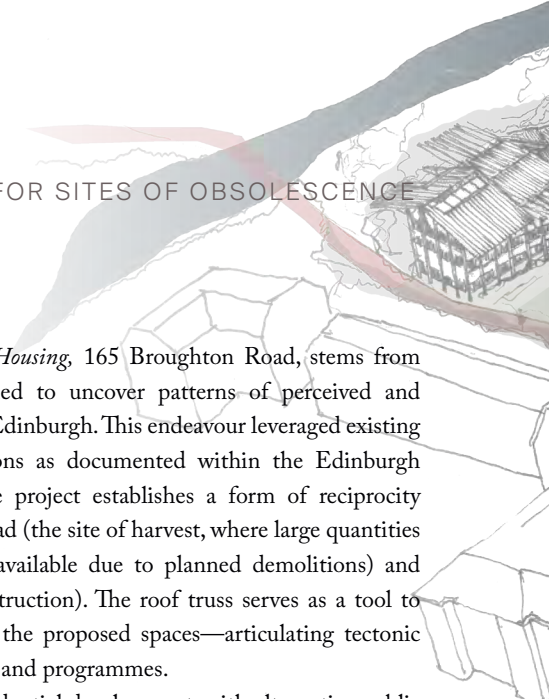 FOR SITES OF OBSOLESCENCE
Housing, 165 Broughton Road, stems from
ed to uncover patterns of perceived and
Edinburgh. This endeavour leveraged existing
ons as documented within the Edinburgh
e project establishes a form of reciprocity
ad (the site of harvest, where large quantities
available due to planned demolitions) and
truction). The roof truss serves as a tool to
the proposed spaces—articulating tectonic
and programmes.